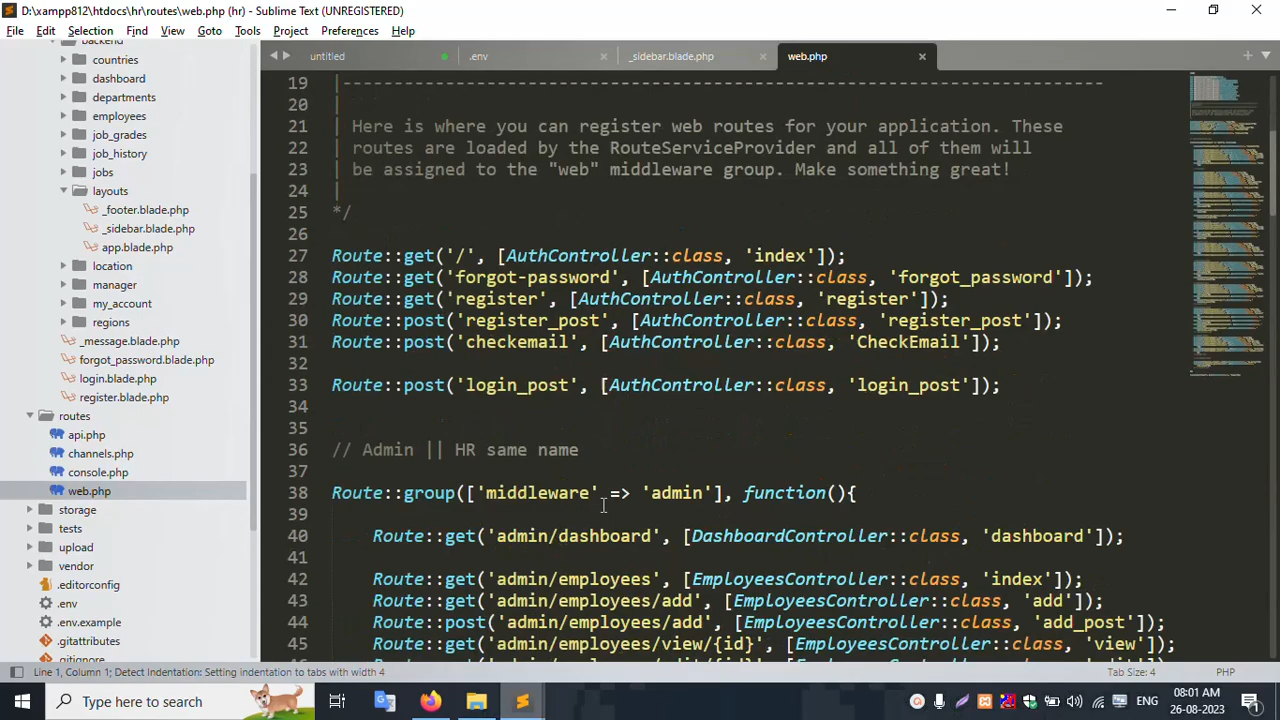 D:\xampp812\htdocs\hr\routes\web.php (hr) - Sublime Text (UNREGISTERED)
File Edit Selection Find View Goto Tools Project Preferences Help
untitled .env _sidebar.blade.php web.php
backend
countries
dashboard
departments
employees
job_grades
job_history
jobs
layouts
_footer.blade.php
_sidebar.blade.php
app.blade.php
location
manager
my_account
regions
_message.blade.php
forgot_password.blade.php
login.blade.php
register.blade.php
routes
api.php
channels.php
console.php
web.php
storage
tests
upload
vendor
.editorconfig
.env
.env.example
.gitattributes
.gitignore
19 |--------------------------------------------------------------------------
20 |
21 | Here is where you can register web routes for your application. These
22 | routes are loaded by the RouteServiceProvider and all of them will
23 | be assigned to the "web" middleware group. Make something great!
24 |
25 */
26
27 Route::get('/', [AuthController::class, 'index']);
28 Route::get('forgot-password', [AuthController::class, 'forgot_password']);
29 Route::get('register', [AuthController::class, 'register']);
30 Route::post('register_post', [AuthController::class, 'register_post']);
31 Route::post('checkemail', [AuthController::class, 'CheckEmail']);
32
33 Route::post('login_post', [AuthController::class, 'login_post']);
34
35
36 // Admin || HR same name
37
38 Route::group(['middleware' => 'admin'], function(){
39
40 Route::get('admin/dashboard', [DashboardController::class, 'dashboard']);
41
42 Route::get('admin/employees', [EmployeesController::class, 'index']);
43 Route::get('admin/employees/add', [EmployeesController::class, 'add']);
44 Route::post('admin/employees/add', [EmployeesController::class, 'add_post']);
45 Route::get('admin/employees/view/{id}', [EmployeesController::class, 'view']);
Line 1, Column 1; Detect Indentation: Setting indentation to tabs with width 4 Tab Size: 4 PHP
Type here to search
ENG
08:01 AM
26-08-2023
1